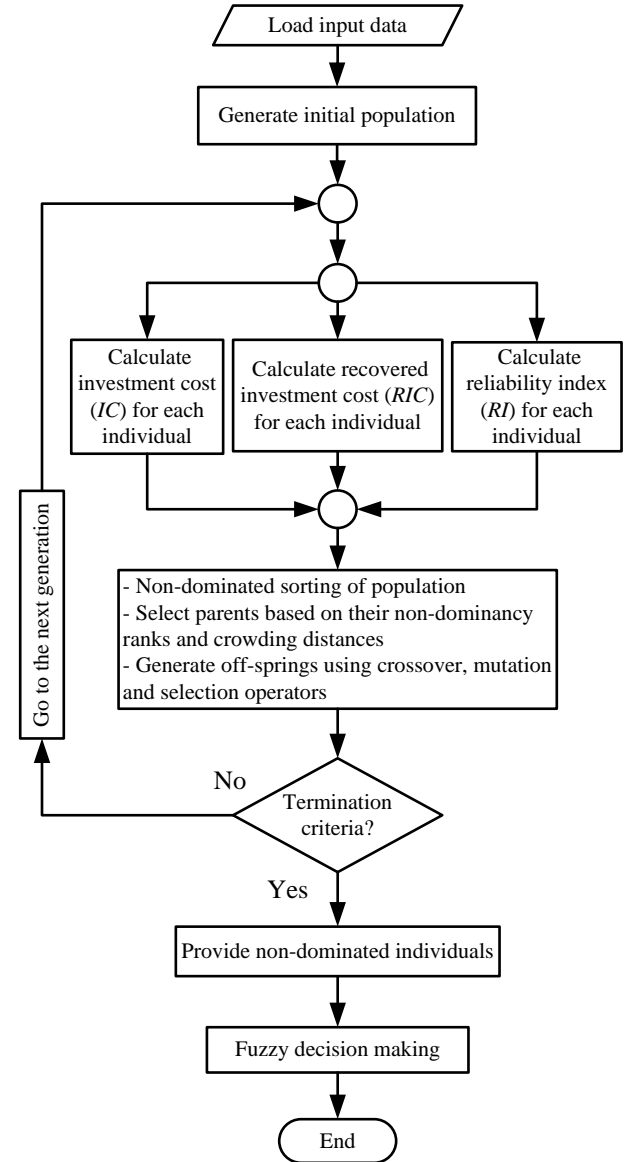 Load input data
Generate initial population
Calculate
investment cost
(IC) for each
individual
Calculate recovered
investment cost (RIC)
for each individual
Calculate
reliability index
(RI) for each
individual
Go to the next generation
- Non-dominated sorting of population
- Select parents based on their non-dominancy
ranks and crowding distances
- Generate off-springs using crossover, mutation
and selection operators
No
Termination
criteria?
Yes
Provide non-dominated individuals
Fuzzy decision making
End